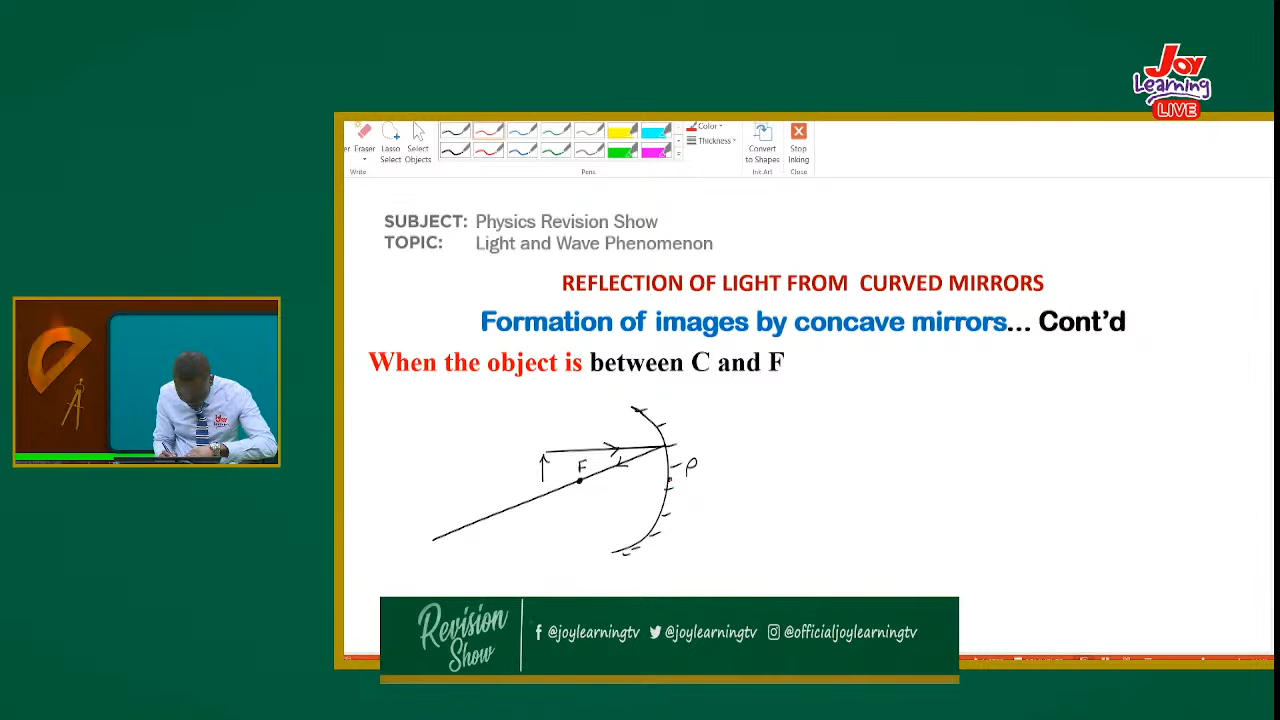 Joy
Learning
LIVE
er Eraser
Lasso
Select
Select
Objects
Color
Thickness
Convert
to Shapes
Stop
Inking
Write
Pens
Ink Art
Close
SUBJECT: Physics Revision Show
TOPIC: Light and Wave Phenomenon
REFLECTION OF LIGHT FROM CURVED MIRRORS
Formation of images by concave mirrors... Cont'd
When the object is between C and F
F
P
Revision
Show
@joylearningtv @joylearningtv @officialjoylearningtv